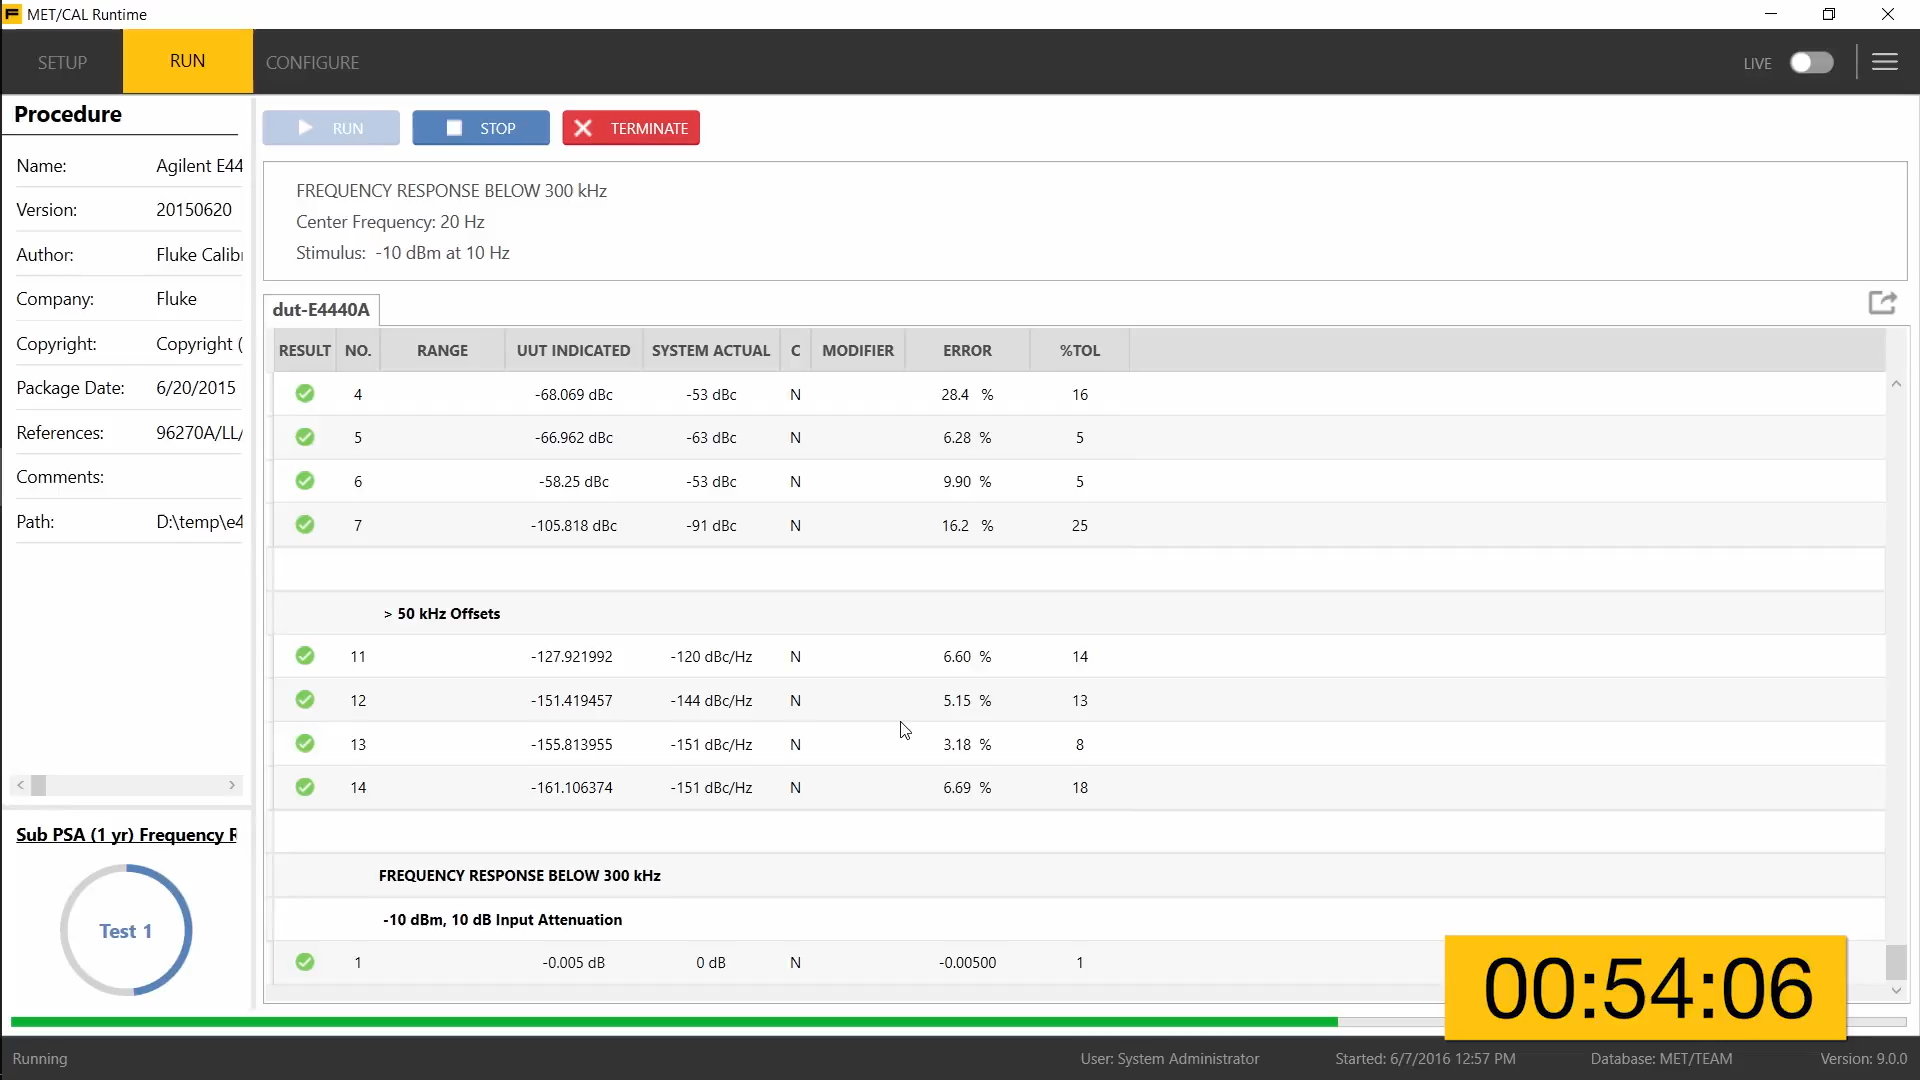 MET/CAL Runtime
SETUP RUN CONFIGURE LIVE
Procedure
Name: Agilent E44
Version: 20150620
Author: Fluke Calib
Company: Fluke
Copyright: Copyright (
Package Date: 6/20/2015
References: 96270A/LL/
Comments:
Path: D:\temp\e4
Sub PSA (1 yr) Frequency R
Test 1
RUN STOP TERMINATE
FREQUENCY RESPONSE BELOW 300 kHz
Center Frequency: 20 Hz
Stimulus: -10 dBm at 10 Hz
dut-E4440A
RESULT NO. RANGE UUT INDICATED SYSTEM ACTUAL C MODIFIER ERROR %TOL
4 -68.069 dBc -53 dBc N 28.4 % 16
5 -66.962 dBc -63 dBc N 6.28 % 5
6 -58.25 dBc -53 dBc N 9.90 % 5
7 -105.818 dBc -91 dBc N 16.2 % 25
> 50 kHz Offsets
11 -127.921992 -120 dBc/Hz N 6.60 % 14
12 -151.419457 -144 dBc/Hz N 5.15 % 13
13 -155.813955 -151 dBc/Hz N 3.18 % 8
14 -161.106374 -151 dBc/Hz N 6.69 % 18
FREQUENCY RESPONSE BELOW 300 kHz
-10 dBm, 10 dB Input Attenuation
1 -0.005 dB 0 dB N -0.00500 1
00:54:06
Running User: System Administrator Started: 6/7/2016 12:57 PM Database: MET/TEAM Version: 9.0.0